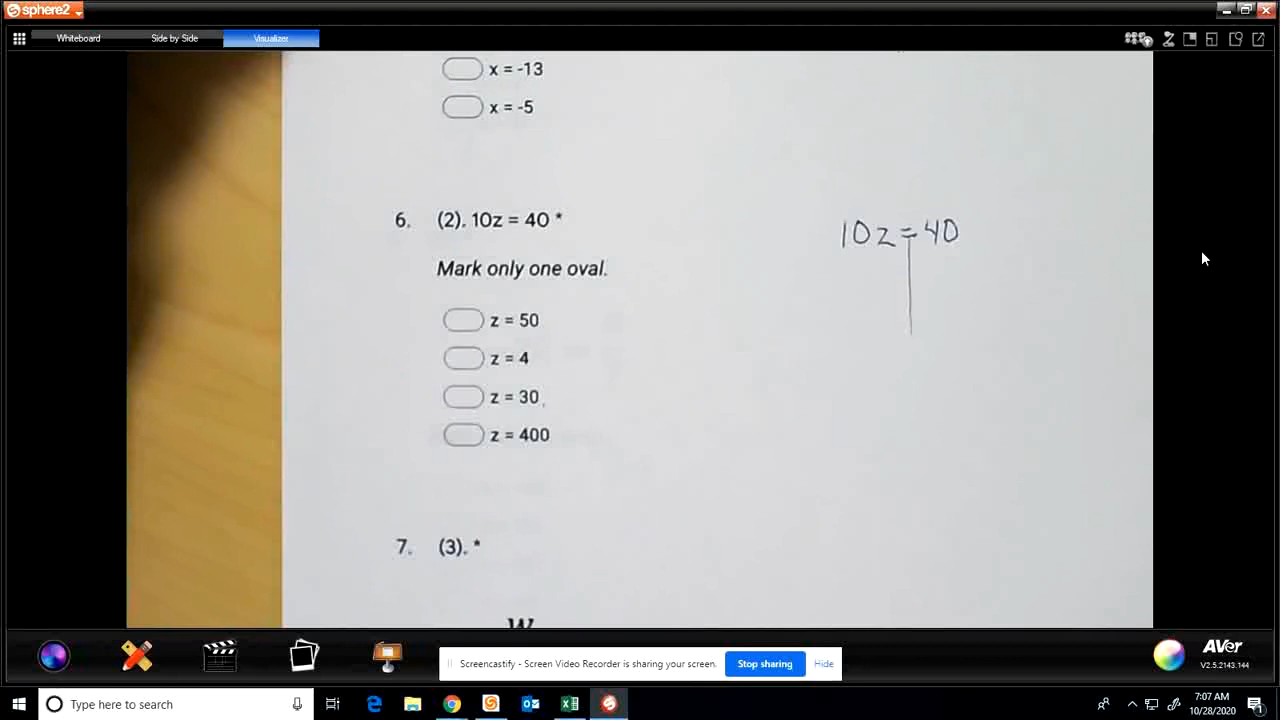 sphere2
Whiteboard
Side by Side
Visualizer
x = -13
x = -5
6. (2). 10z = 40 *
10z = 40
Mark only one oval.
z = 50
z = 4
z = 30
z = 400
7. (3). *
W
Screencastify - Screen Video Recorder is sharing your screen.
Stop sharing
Hide
AVer
V2.5.2143.144
Type here to search
9:07 AM
10/28/2020